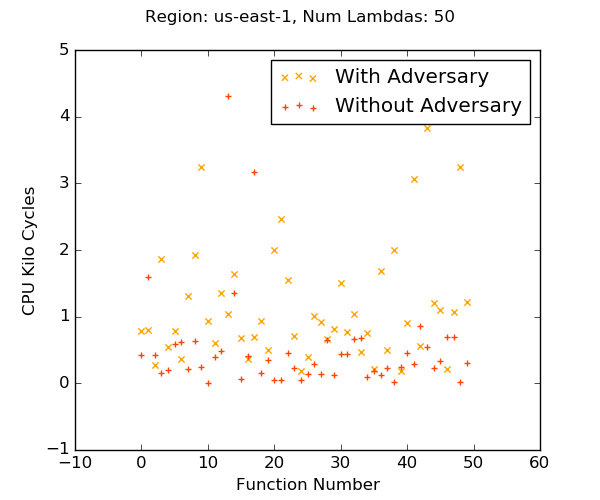 Region: us-east-1, Num Lambdas: 50
With Adversary
Without Adversary
CPU Kilo Cycles
5
4
3
2
1
0
−1
−10 0 10 20 30 40 50 60
Function Number